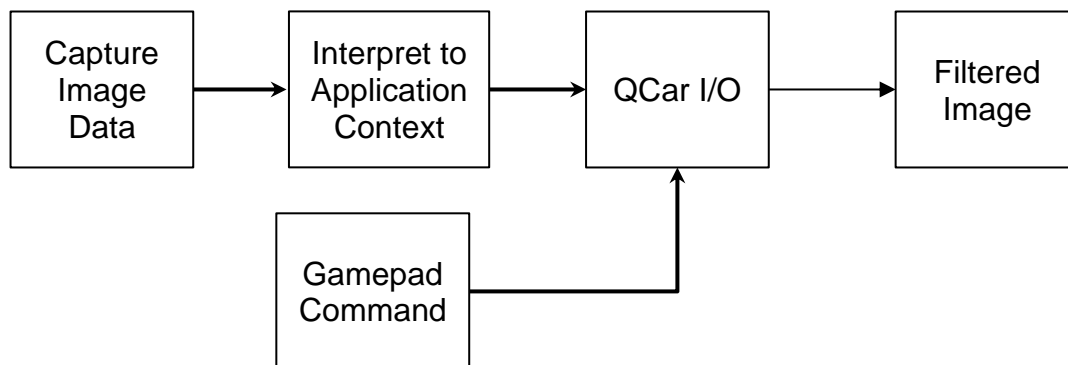 Capture
Image
Data
Interpret to
Application
Context
QCar I/O
Filtered
Image
Gamepad
Command